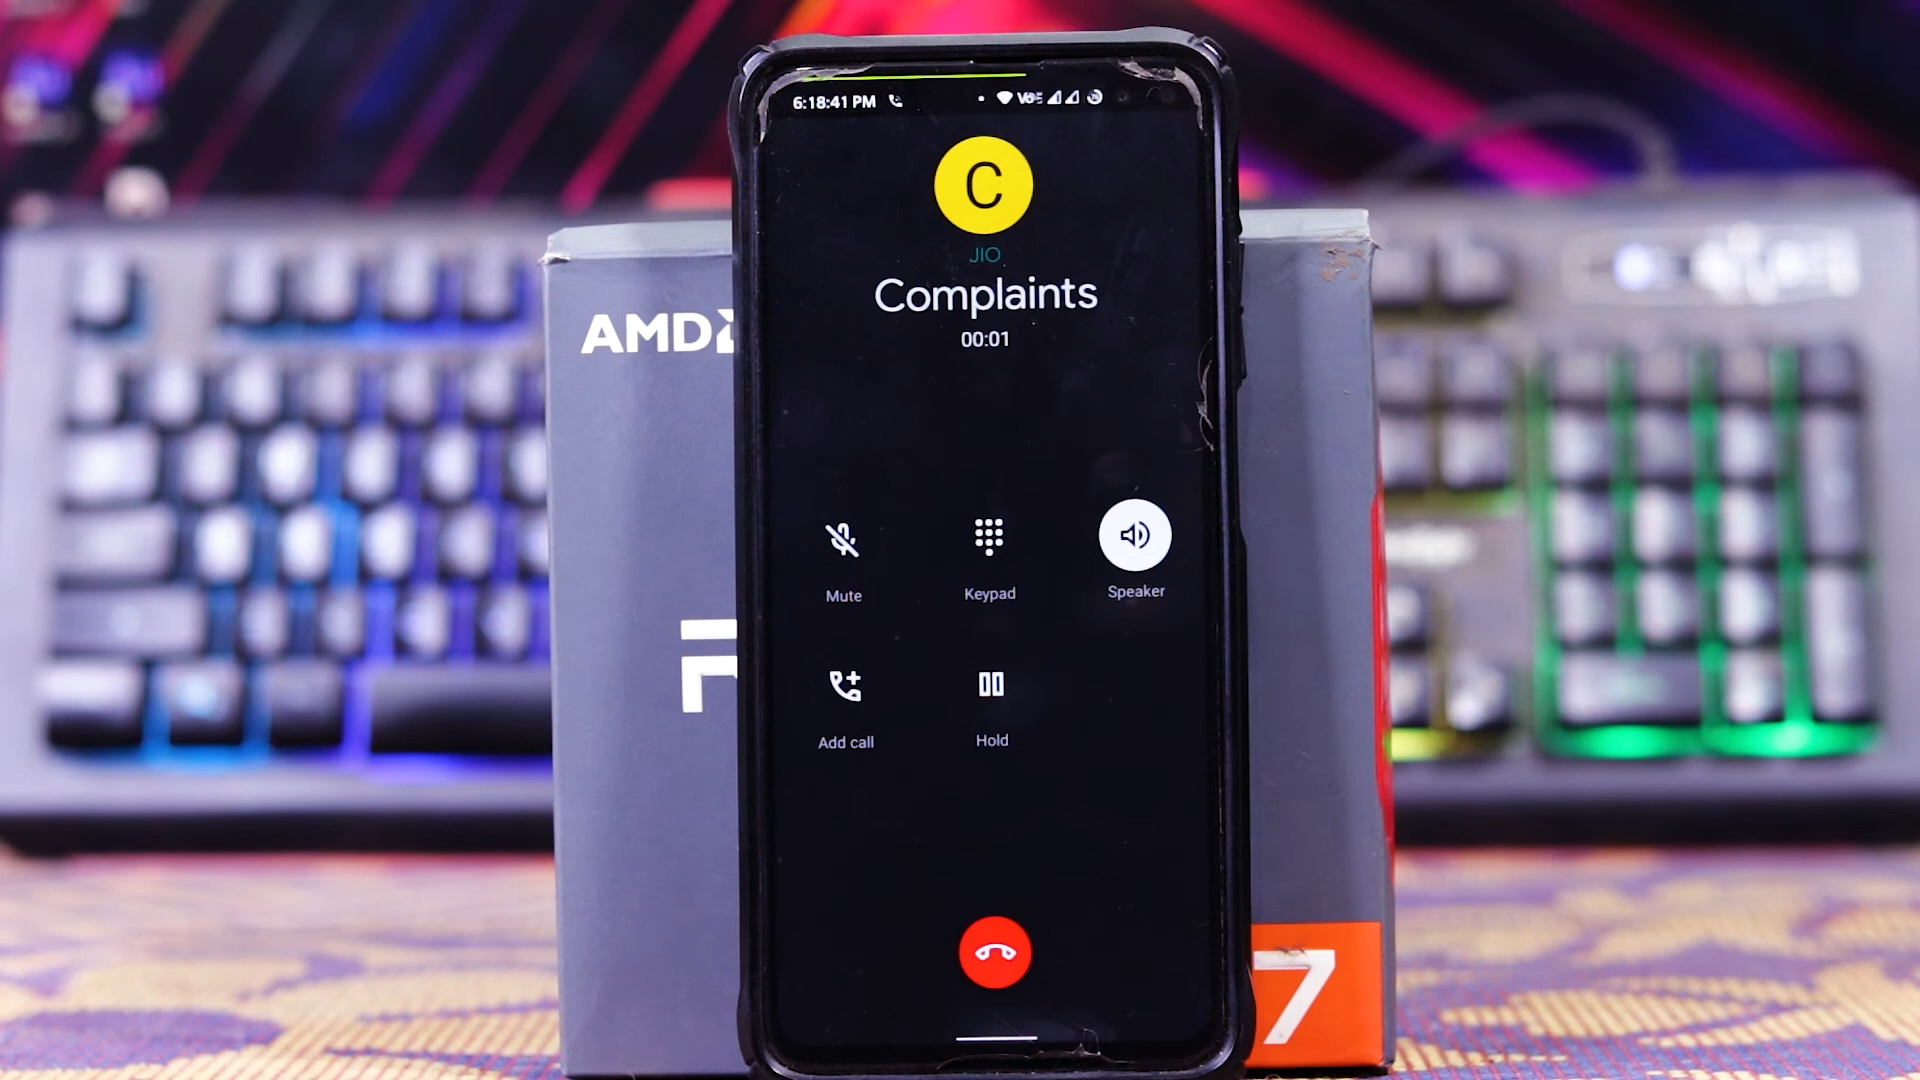 6:18:41 PM
C
JIO
Complaints
00:01
AMD
Mute
Keypad
Speaker
Add call
Hold
7